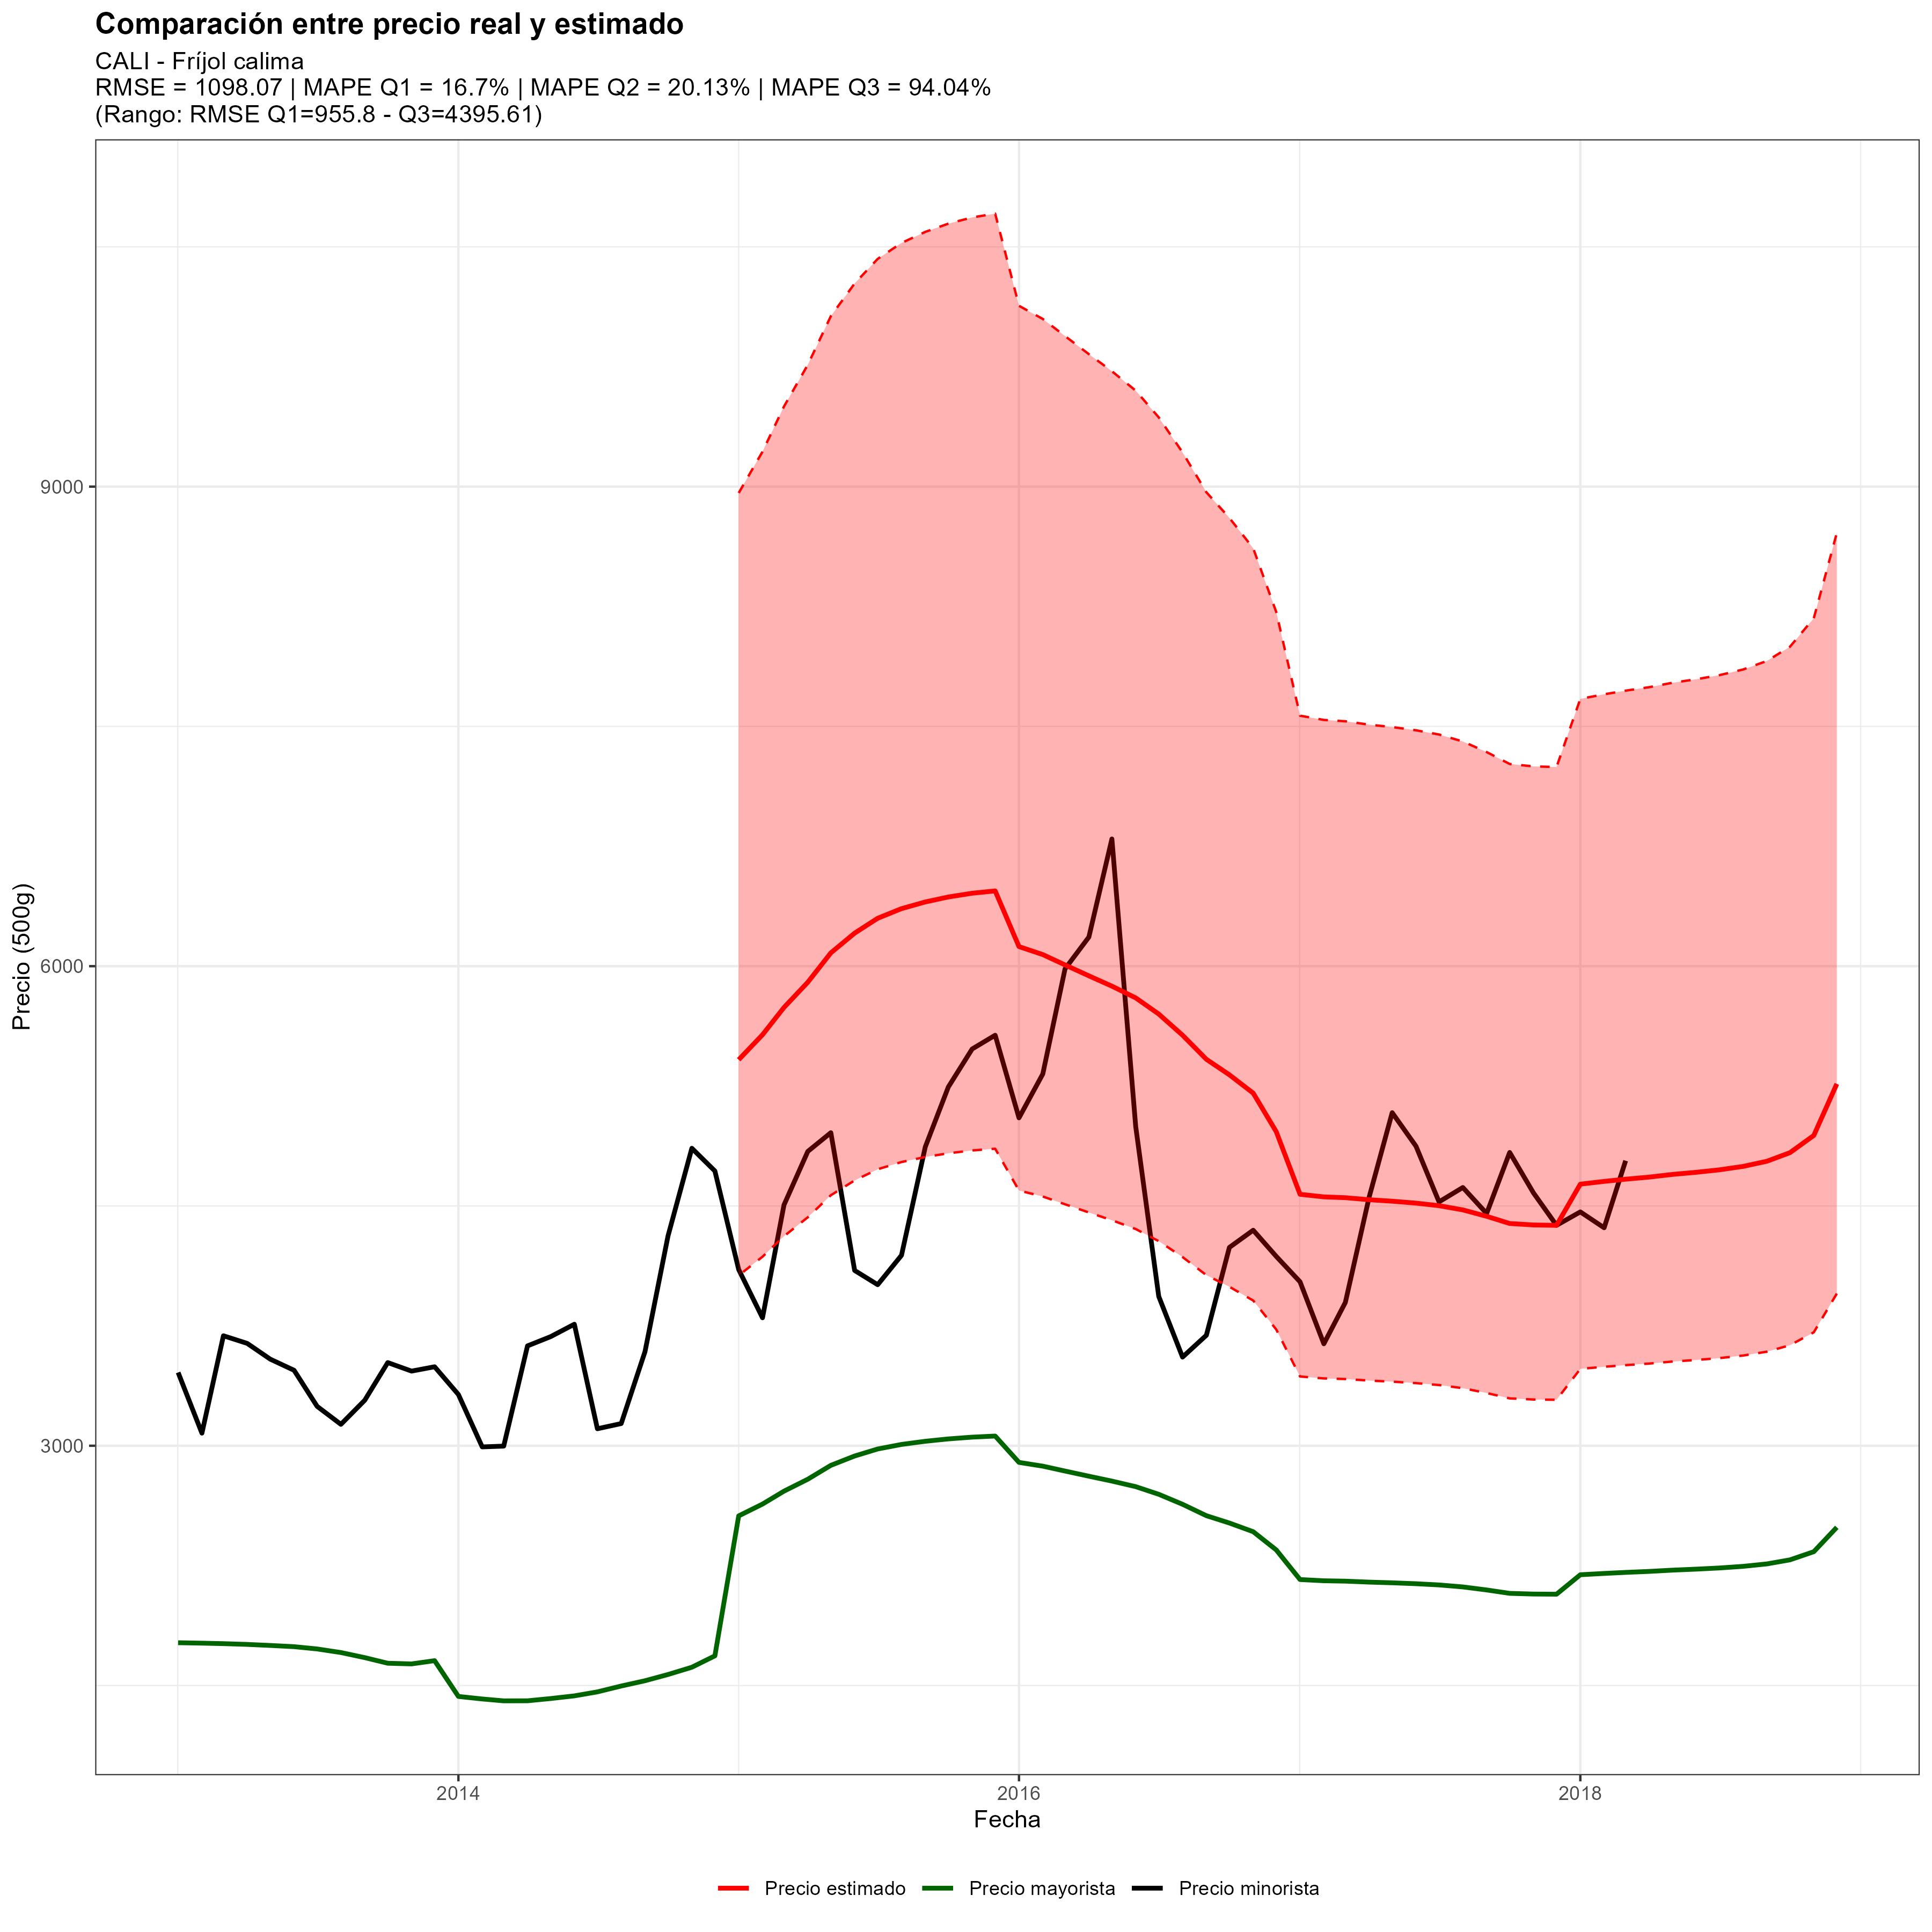 Comparación entre precio real y estimado
CALI - Fríjol calima
RMSE = 1098.07 | MAPE Q1 = 16.7% | MAPE Q2 = 20.13% | MAPE Q3 = 94.04%
(Rango: RMSE Q1=955.8 - Q3=4395.61)
Precio (500g)
9000
6000
3000
2014
2016
2018
Fecha
Precio estimado
Precio mayorista
Precio minorista